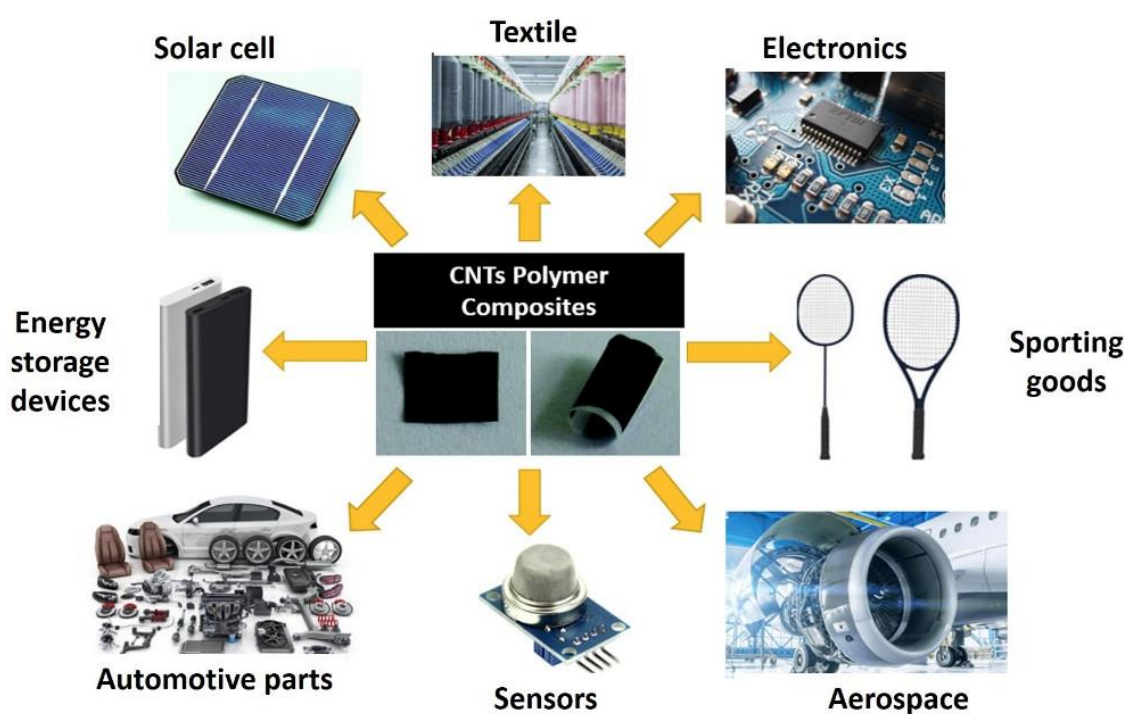 Solar cell
Textile
Electronics
CNTs Polymer
Composites
Energy
storage
devices
Sporting
goods
Automotive parts
Sensors
Aerospace